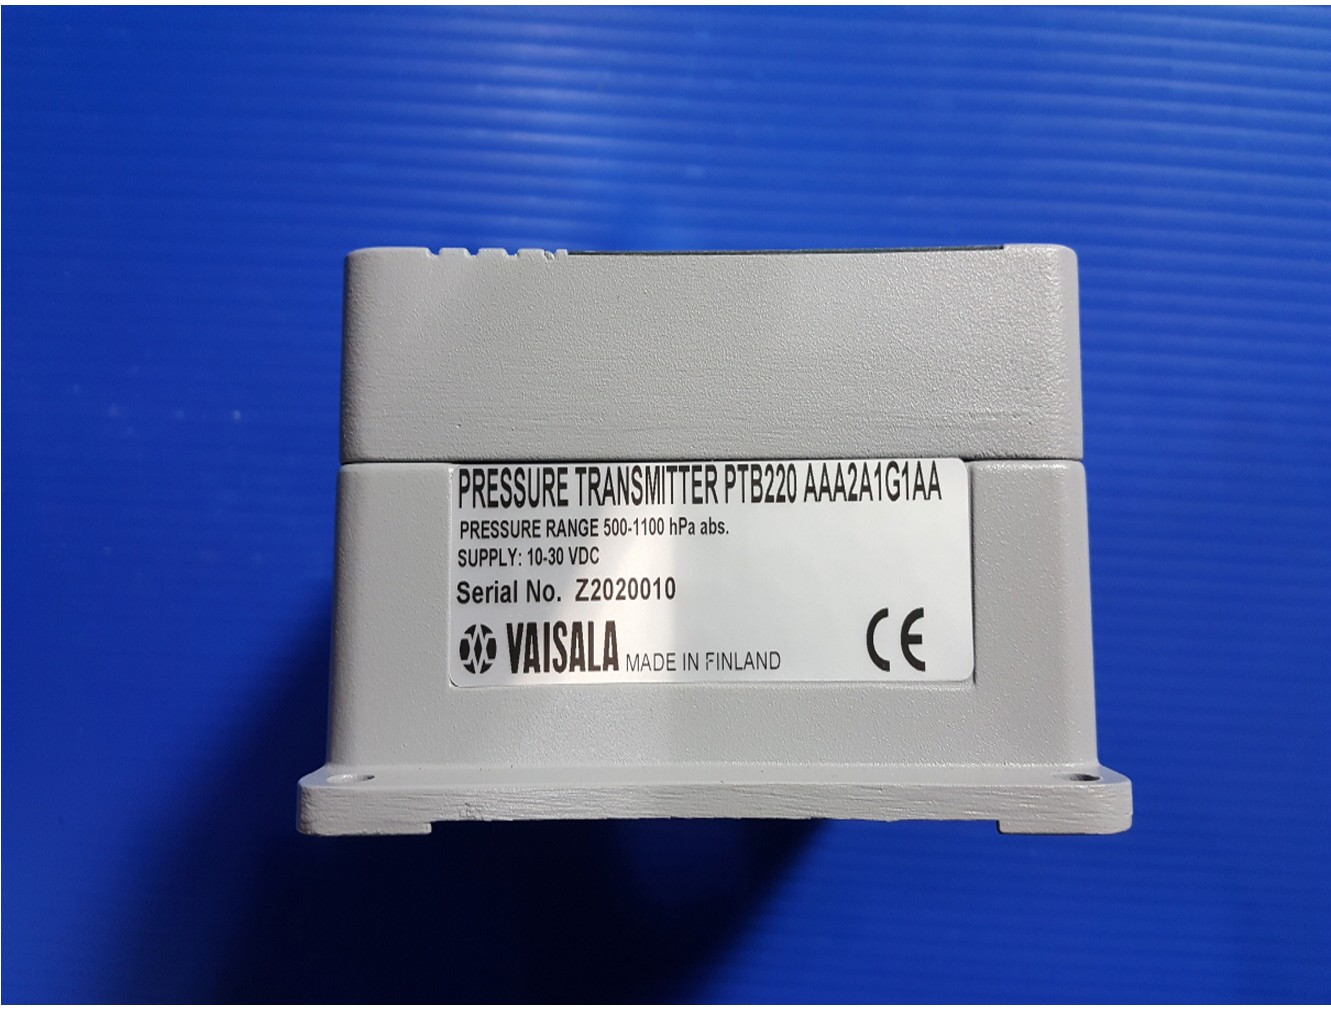 PRESSURE TRANSMITTER PTB220 AAA2A1G1AA
PRESSURE RANGE 500-1100 hPa abs.
SUPPLY: 10-30 VDC
Serial No. Z2020010
VAISALA MADE IN FINLAND
CE